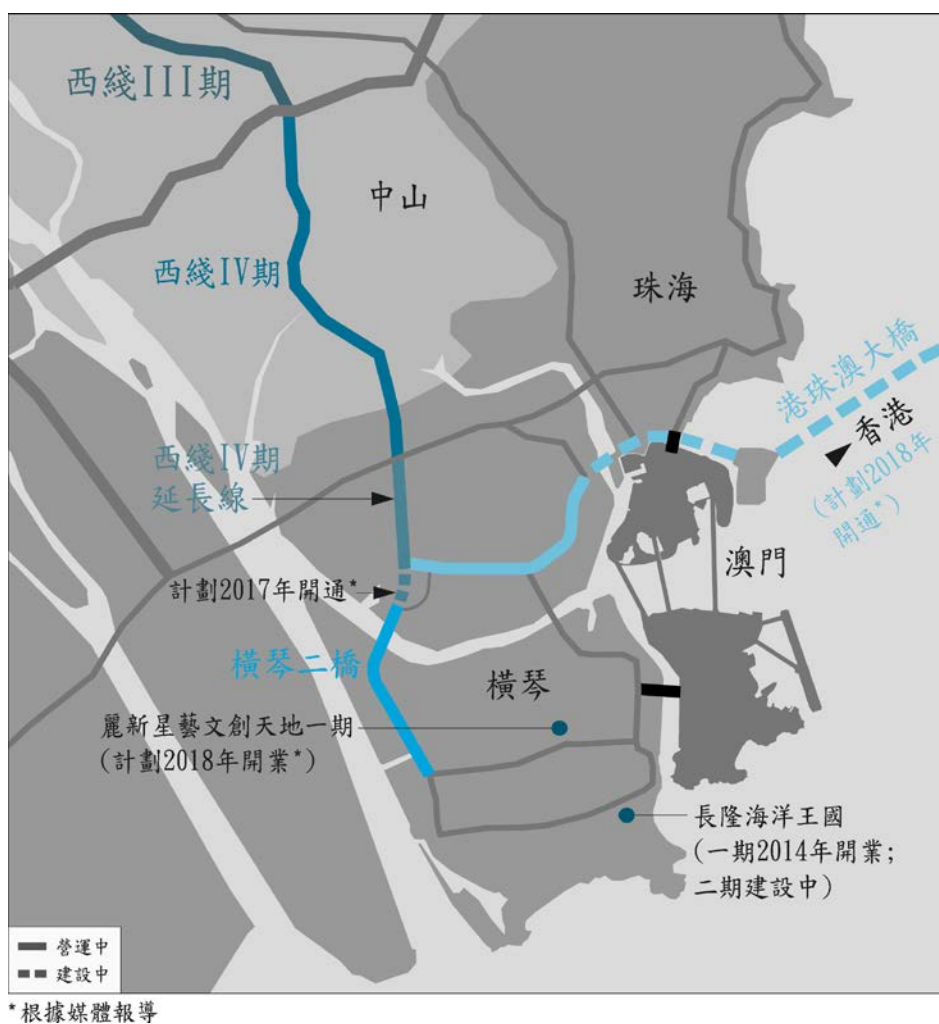 西綫III期
中山
西綫IV期
珠海
港珠澳大橋
香港
(計劃2018年
開通*)
西綫IV期
延長線
澳門
計劃2017年開通*
橫琴二橋
橫琴
麗新星藝文創天地一期
(計劃2018年開業*)
長隆海洋王國
(一期2014年開業;
二期建設中)
營運中
建設中
*根據媒體報導